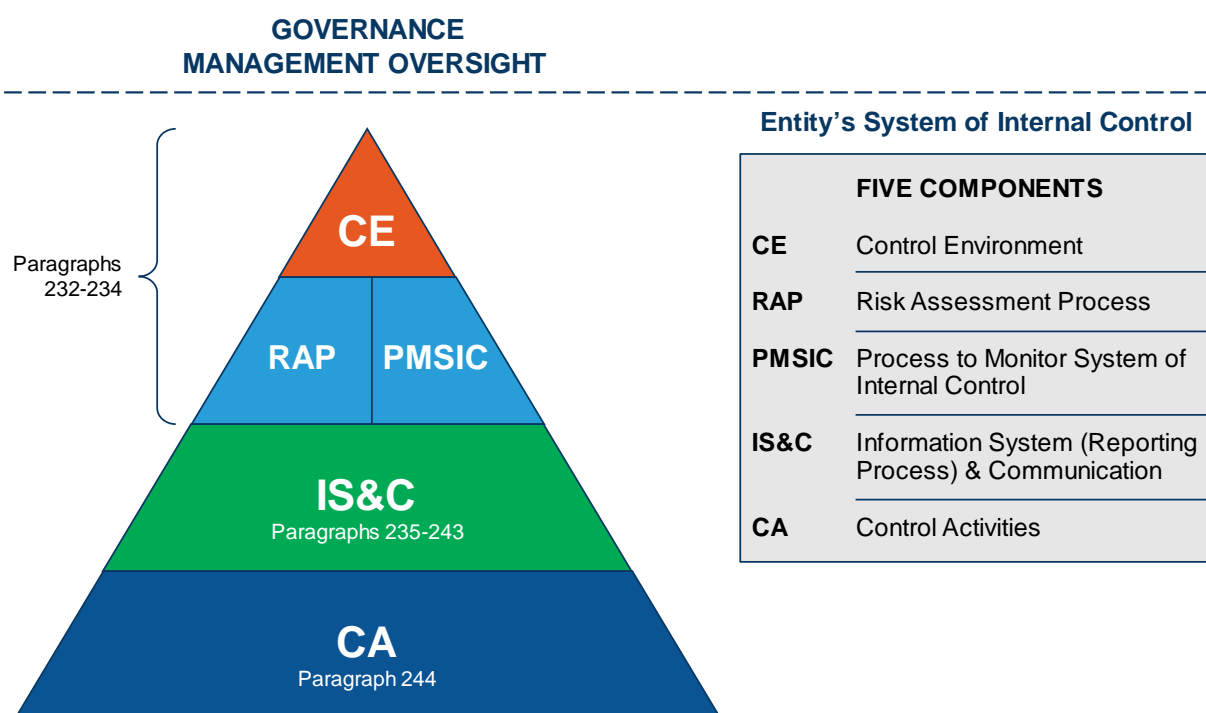 GOVERNANCE
MANAGEMENT OVERSIGHT
Entity’s System of Internal Control
Paragraphs
232-234
CE
RAP
PMSIC
IS&C
Paragraphs 235-243
CA
Paragraph 244
FIVE COMPONENTS
CE Control Environment
RAP Risk Assessment Process
PMSIC Process to Monitor System of
Internal Control
IS&C Information System (Reporting
Process) & Communication
CA Control Activities